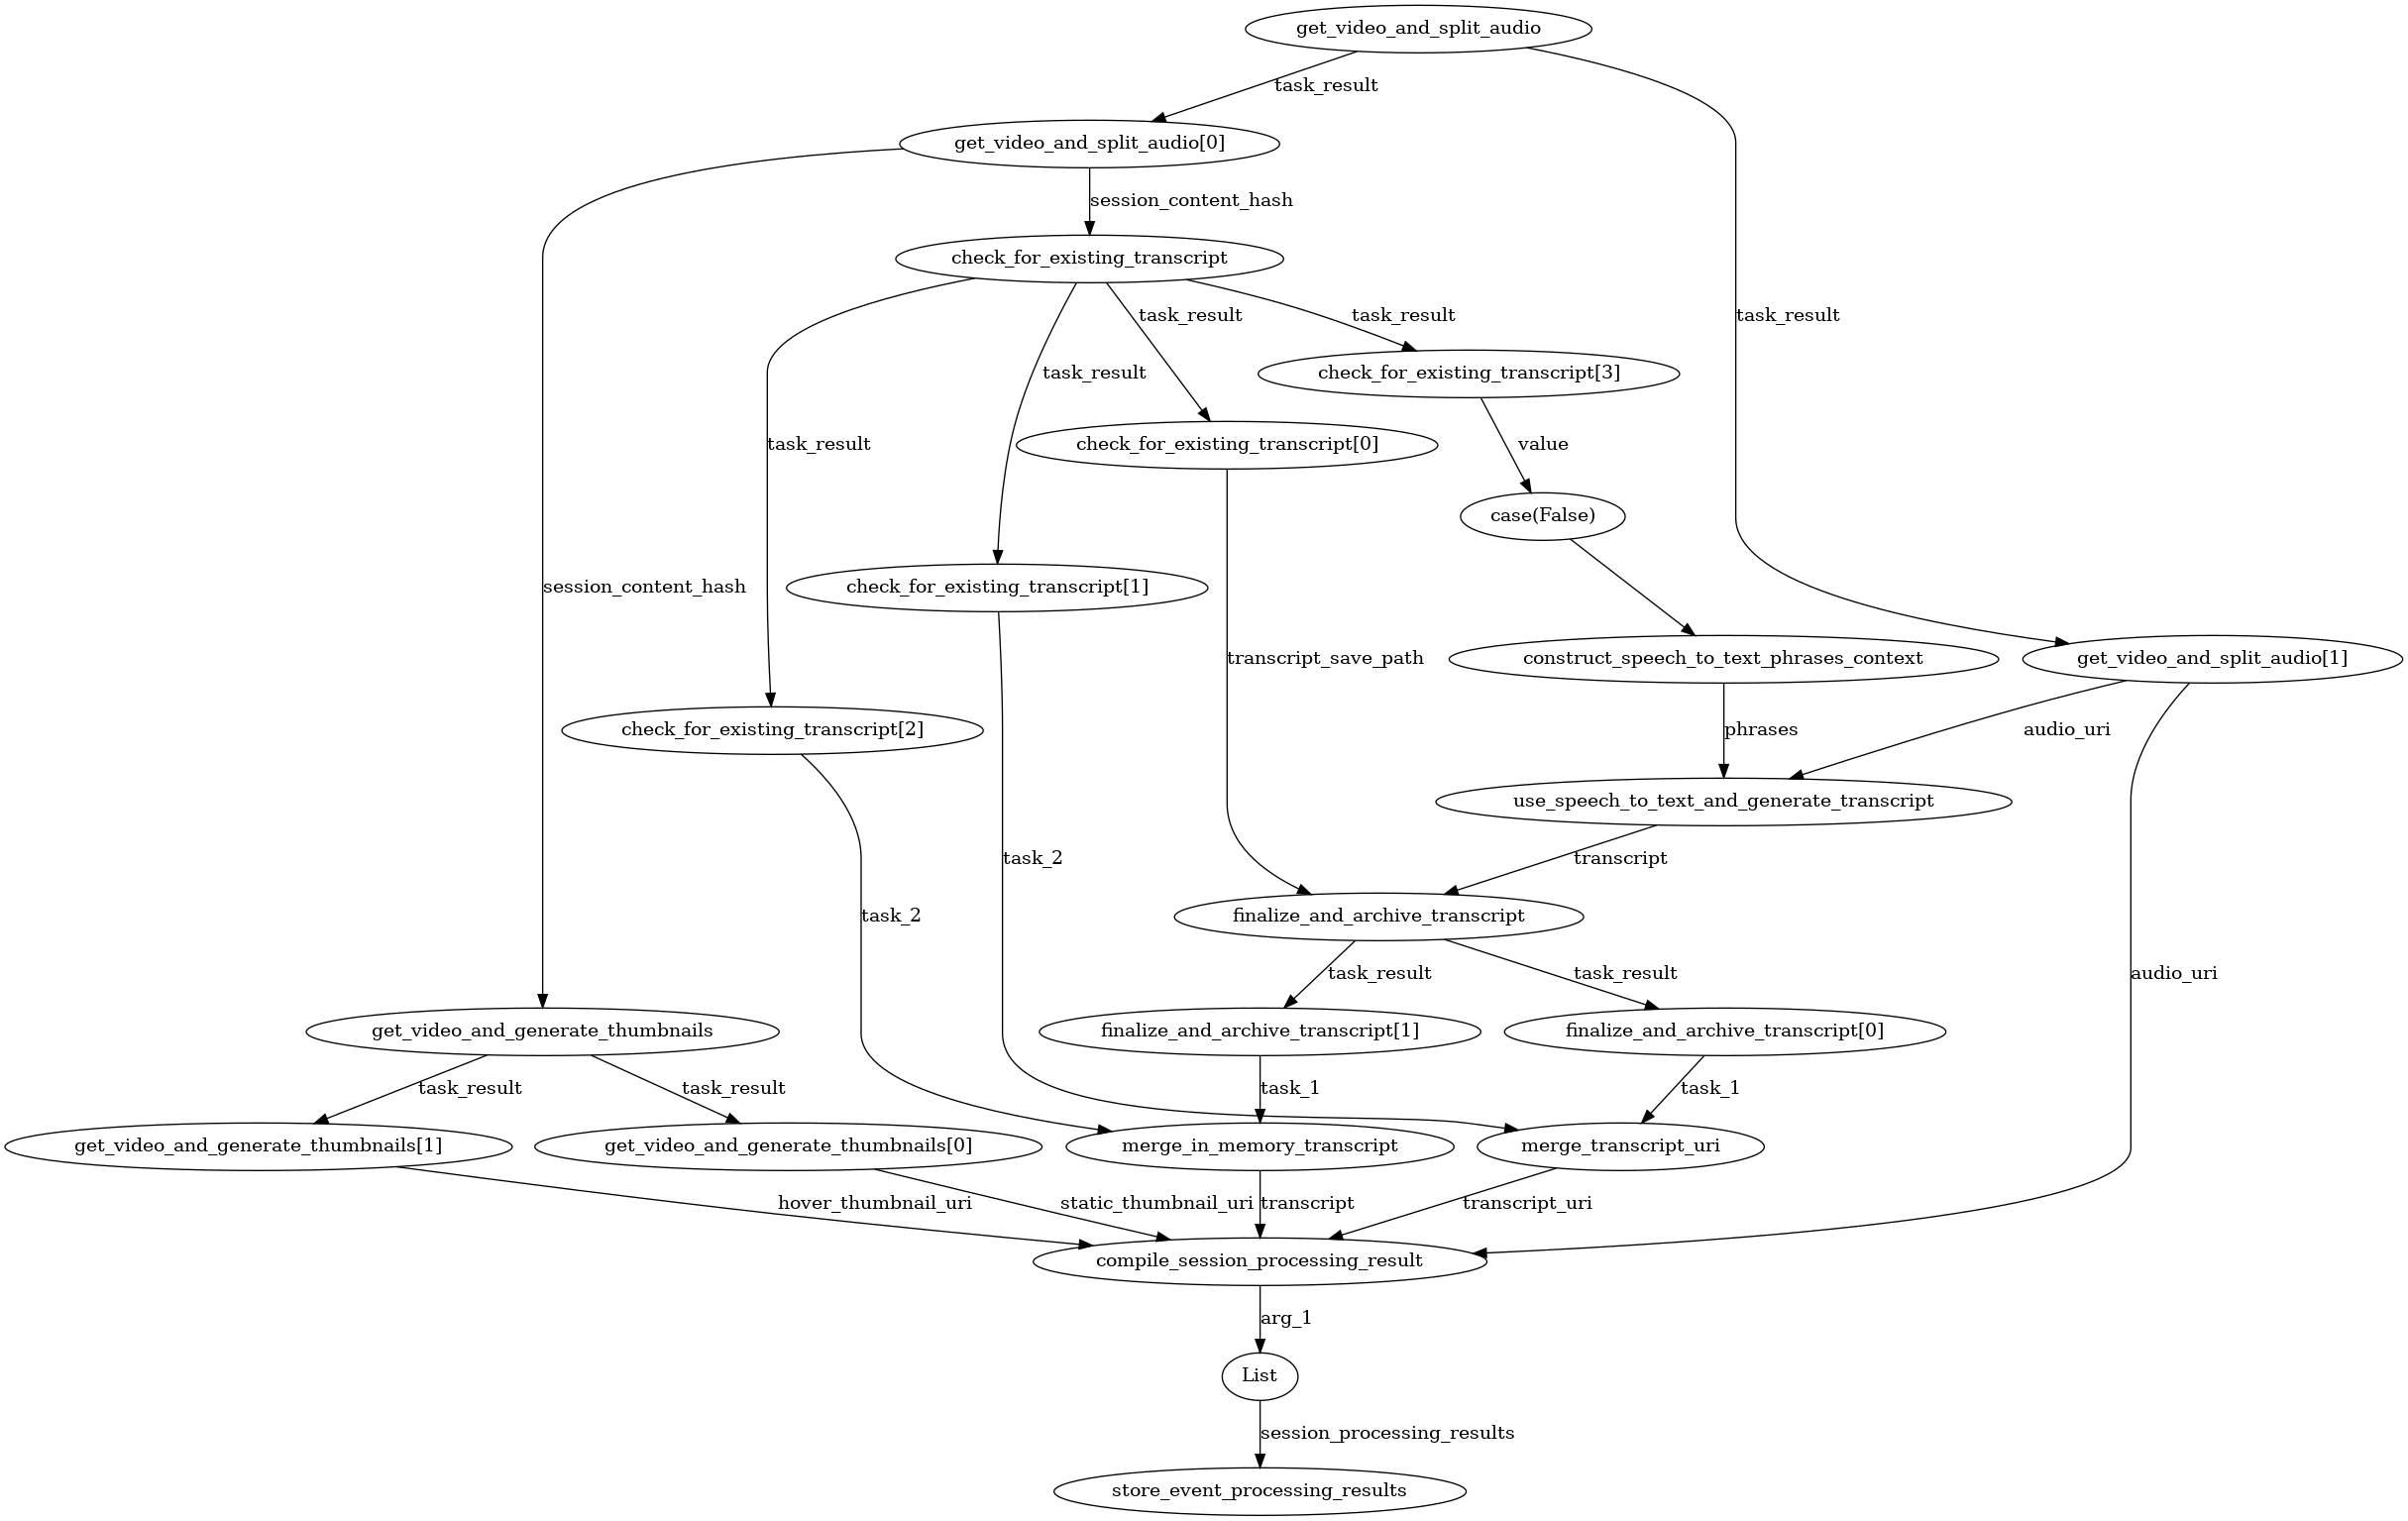 get_video_and_split_audio
task_result
get_video_and_split_audio[0]
session_content_hash
check_for_existing_transcript
task_result
task_result
task_result
task_result
check_for_existing_transcript[3]
task_result
check_for_existing_transcript[0]
value
case(False)
session_content_hash
check_for_existing_transcript[1]
transcript_save_path
construct_speech_to_text_phrases_context
get_video_and_split_audio[1]
check_for_existing_transcript[2]
phrases
audio_uri
use_speech_to_text_and_generate_transcript
task_2
transcript
task_2
finalize_and_archive_transcript
task_result
task_result
audio_uri
get_video_and_generate_thumbnails
finalize_and_archive_transcript[1]
finalize_and_archive_transcript[0]
task_result
task_result
task_1
task_1
get_video_and_generate_thumbnails[1]
get_video_and_generate_thumbnails[0]
merge_in_memory_transcript
merge_transcript_uri
hover_thumbnail_uri
static_thumbnail_uri
transcript
transcript_uri
compile_session_processing_result
arg_1
List
session_processing_results
store_event_processing_results